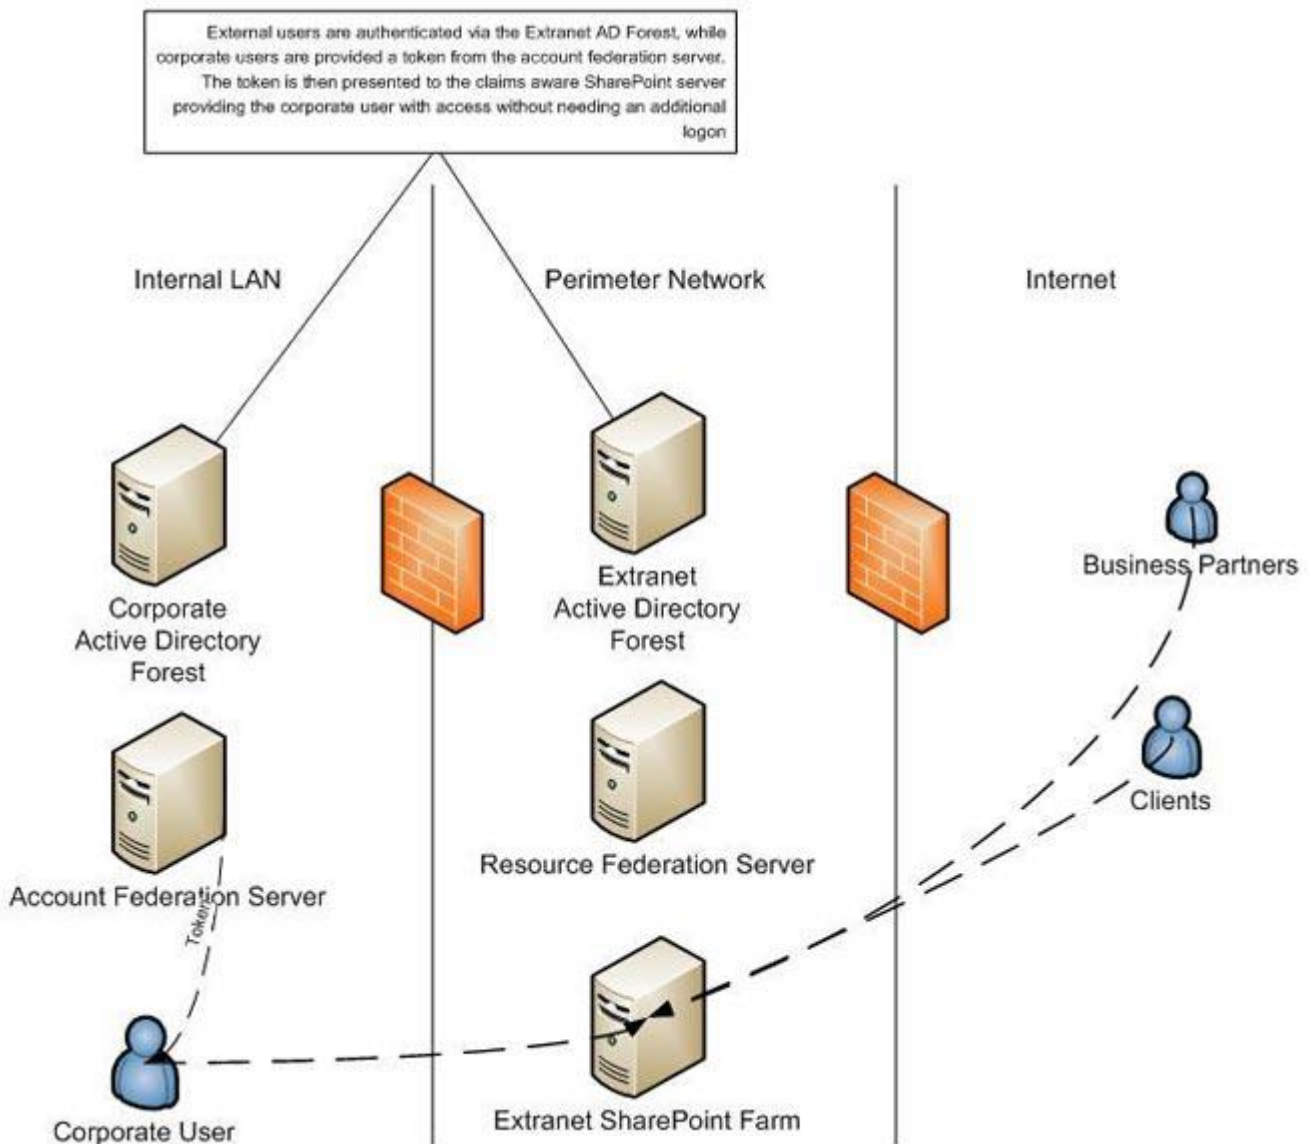 External users are authenticated via the Extranet AD Forest, while
corporate users are provided a token from the account federation server.
The token is then presented to the claims aware SharePoint server
providing the corporate user with access without needing an additional
logon
Internal LAN
Perimeter Network
Internet
Corporate
Active Directory
Forest
Extranet
Active Directory
Forest
Business Partners
Clients
Account Federation Server
Token
Resource Federation Server
Corporate User
Extranet SharePoint Farm